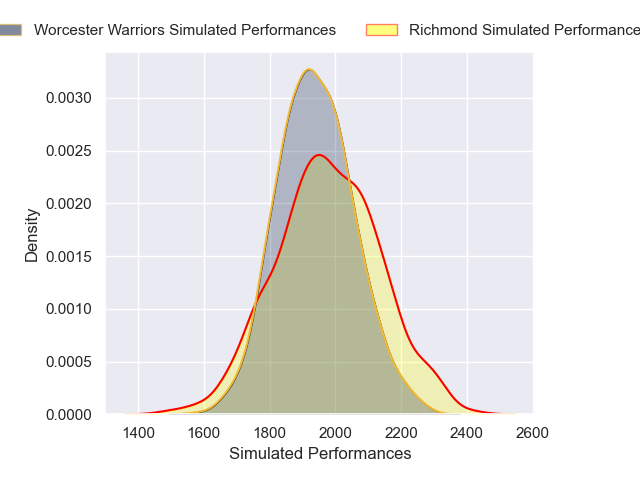 Worcester Warriors Simulated Performances
Richmond Simulated Performance
0.0030
0.0025
0.0020
0.0015
0.0010
0.0005
0.0000
Density
1400 1600 1800 2000 2200 2400 2600
Simulated Performances